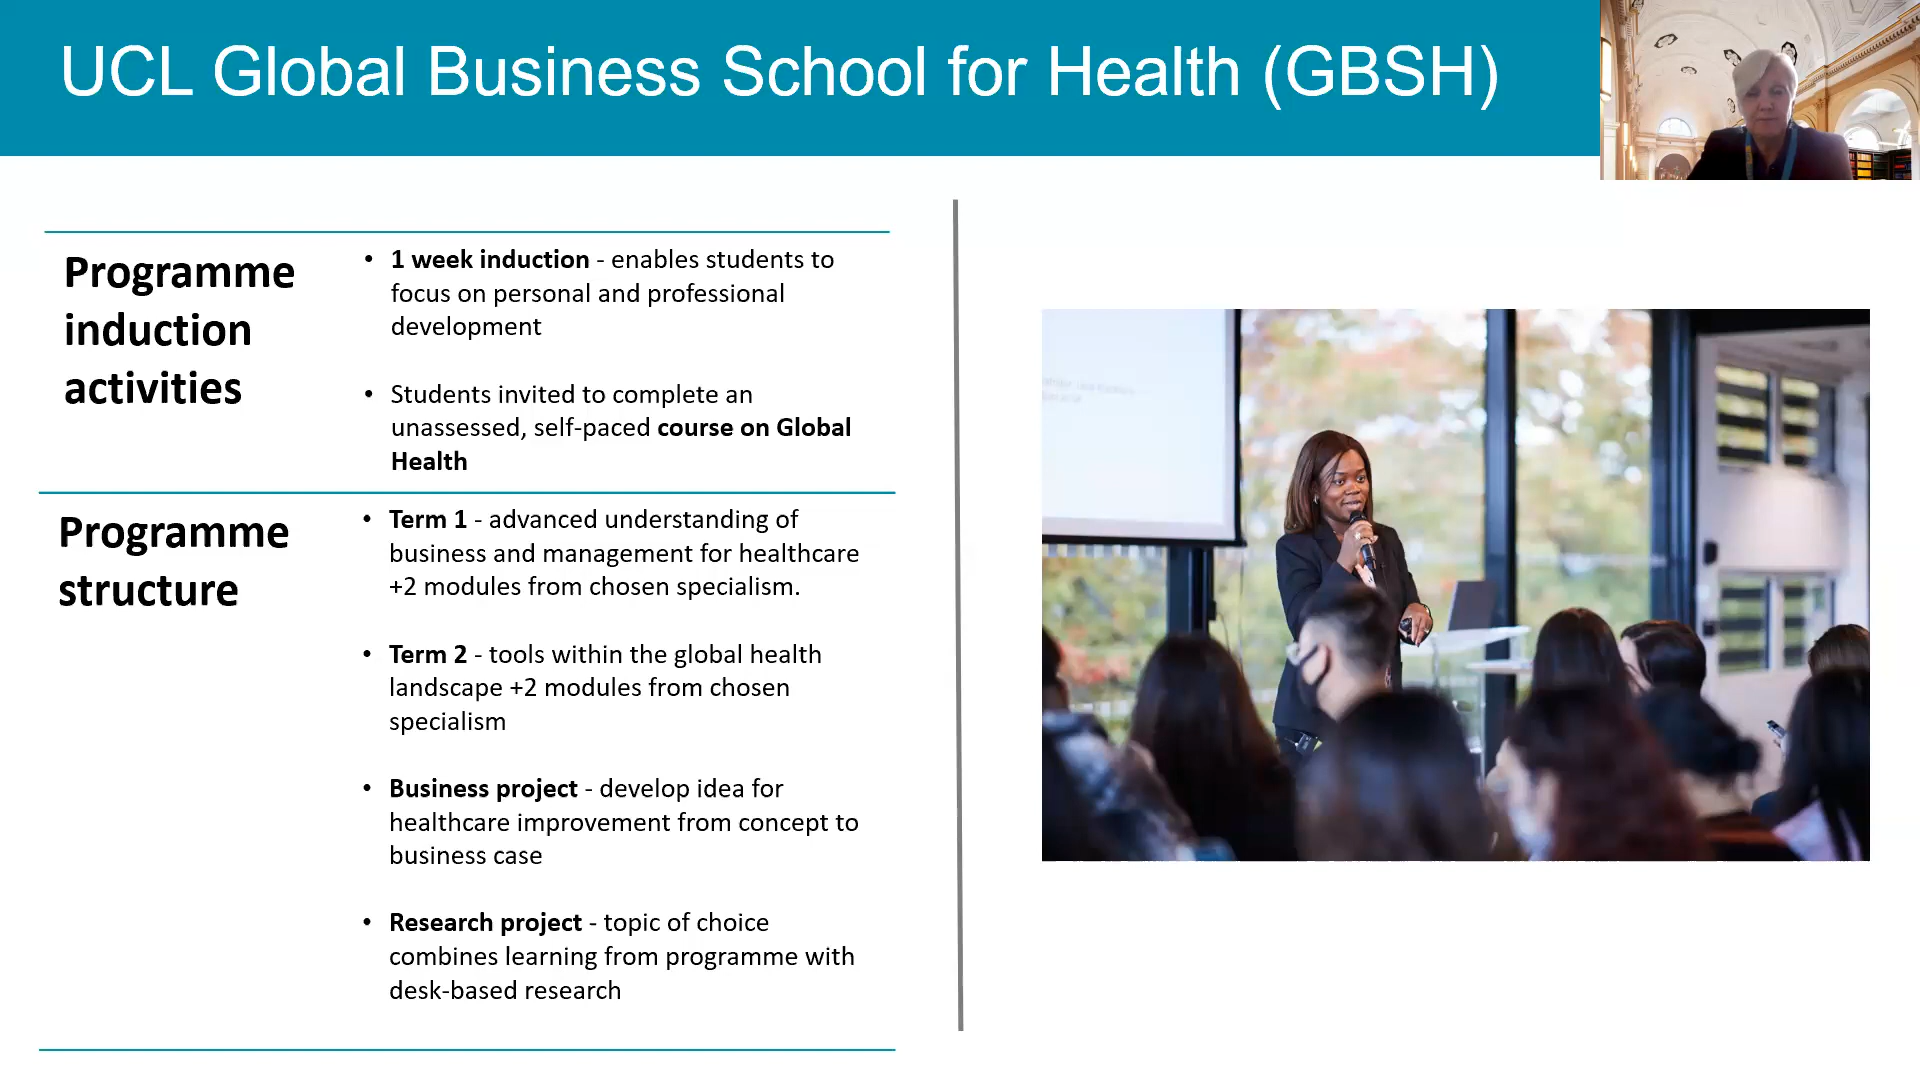 UCL Global Business School for Health (GBSH)
Programme
induction
activities
• 1 week induction - enables students to
focus on personal and professional
development
• Students invited to complete an
unassessed, self-paced course on Global
Health
Programme
structure
• Term 1 - advanced understanding of
business and management for healthcare
+2 modules from chosen specialism.
• Term 2 - tools within the global health
landscape +2 modules from chosen
specialism
• Business project - develop idea for
healthcare improvement from concept to
business case
• Research project - topic of choice
combines learning from programme with
desk-based research